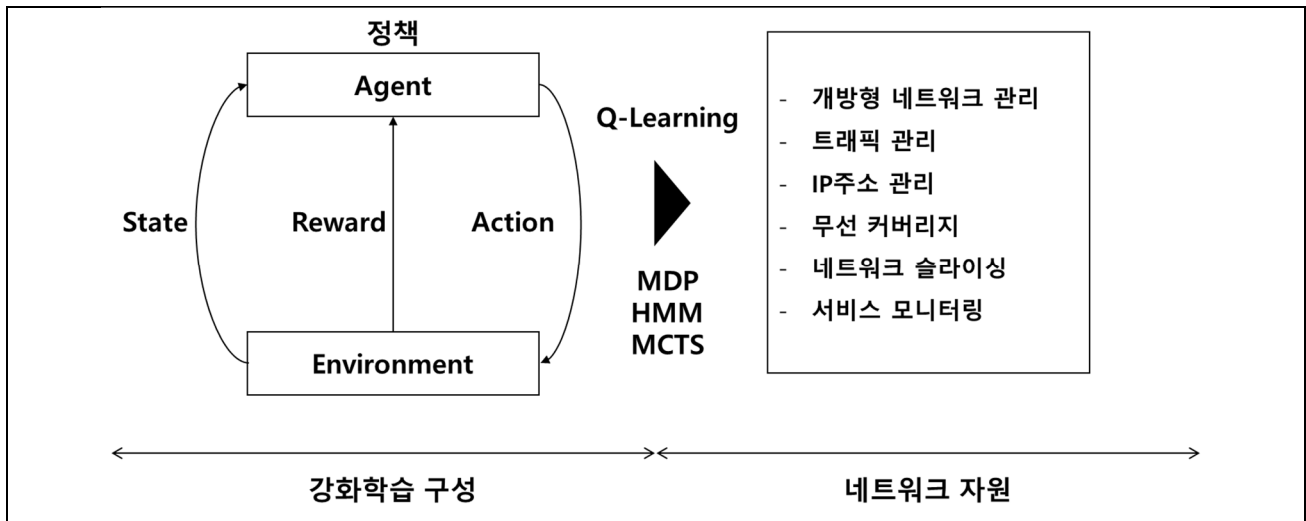 정책
Agent
State
Reward
Action
Environment
Q-Learning
MDP
HMM
MCTS
- 개방형 네트워크 관리
- 트래픽 관리
- IP주소 관리
- 무선 커버리지
- 네트워크 슬라이싱
- 서비스 모니터링
강화학습 구성
네트워크 자원